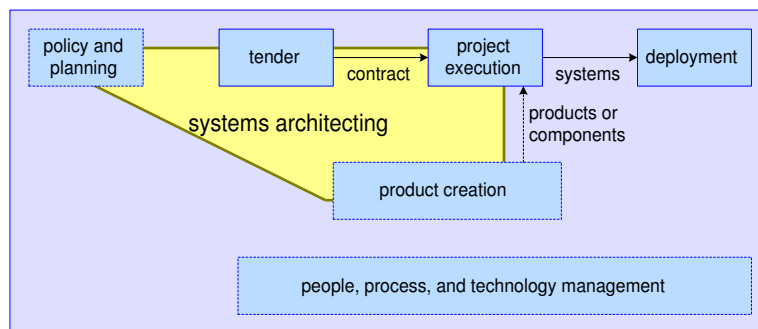 policy and
planning
tender
contract
project
execution
systems
deployment
products or
components
systems architecting
product creation
people, process, and technology management